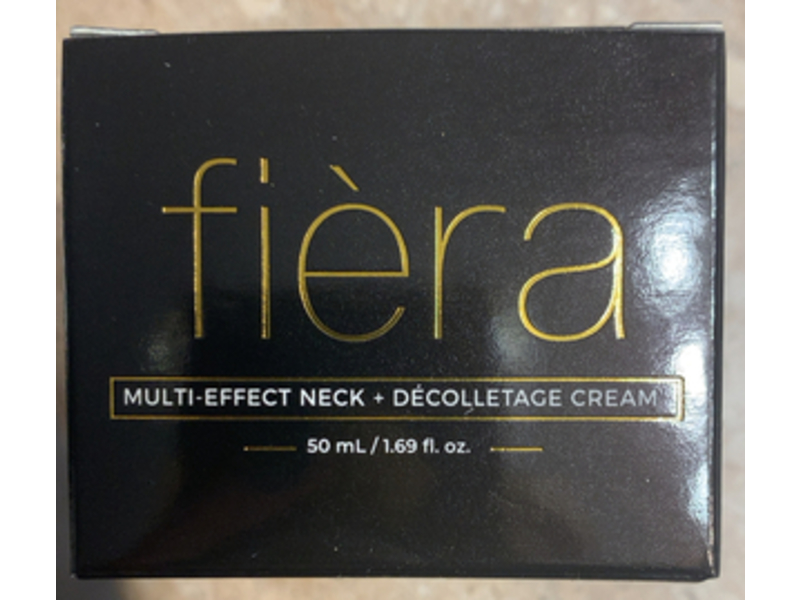 fièra
MULTI-EFFECT NECK + DÉCOLLETAGE CREAM
50 mL / 1.69 fl. oz.